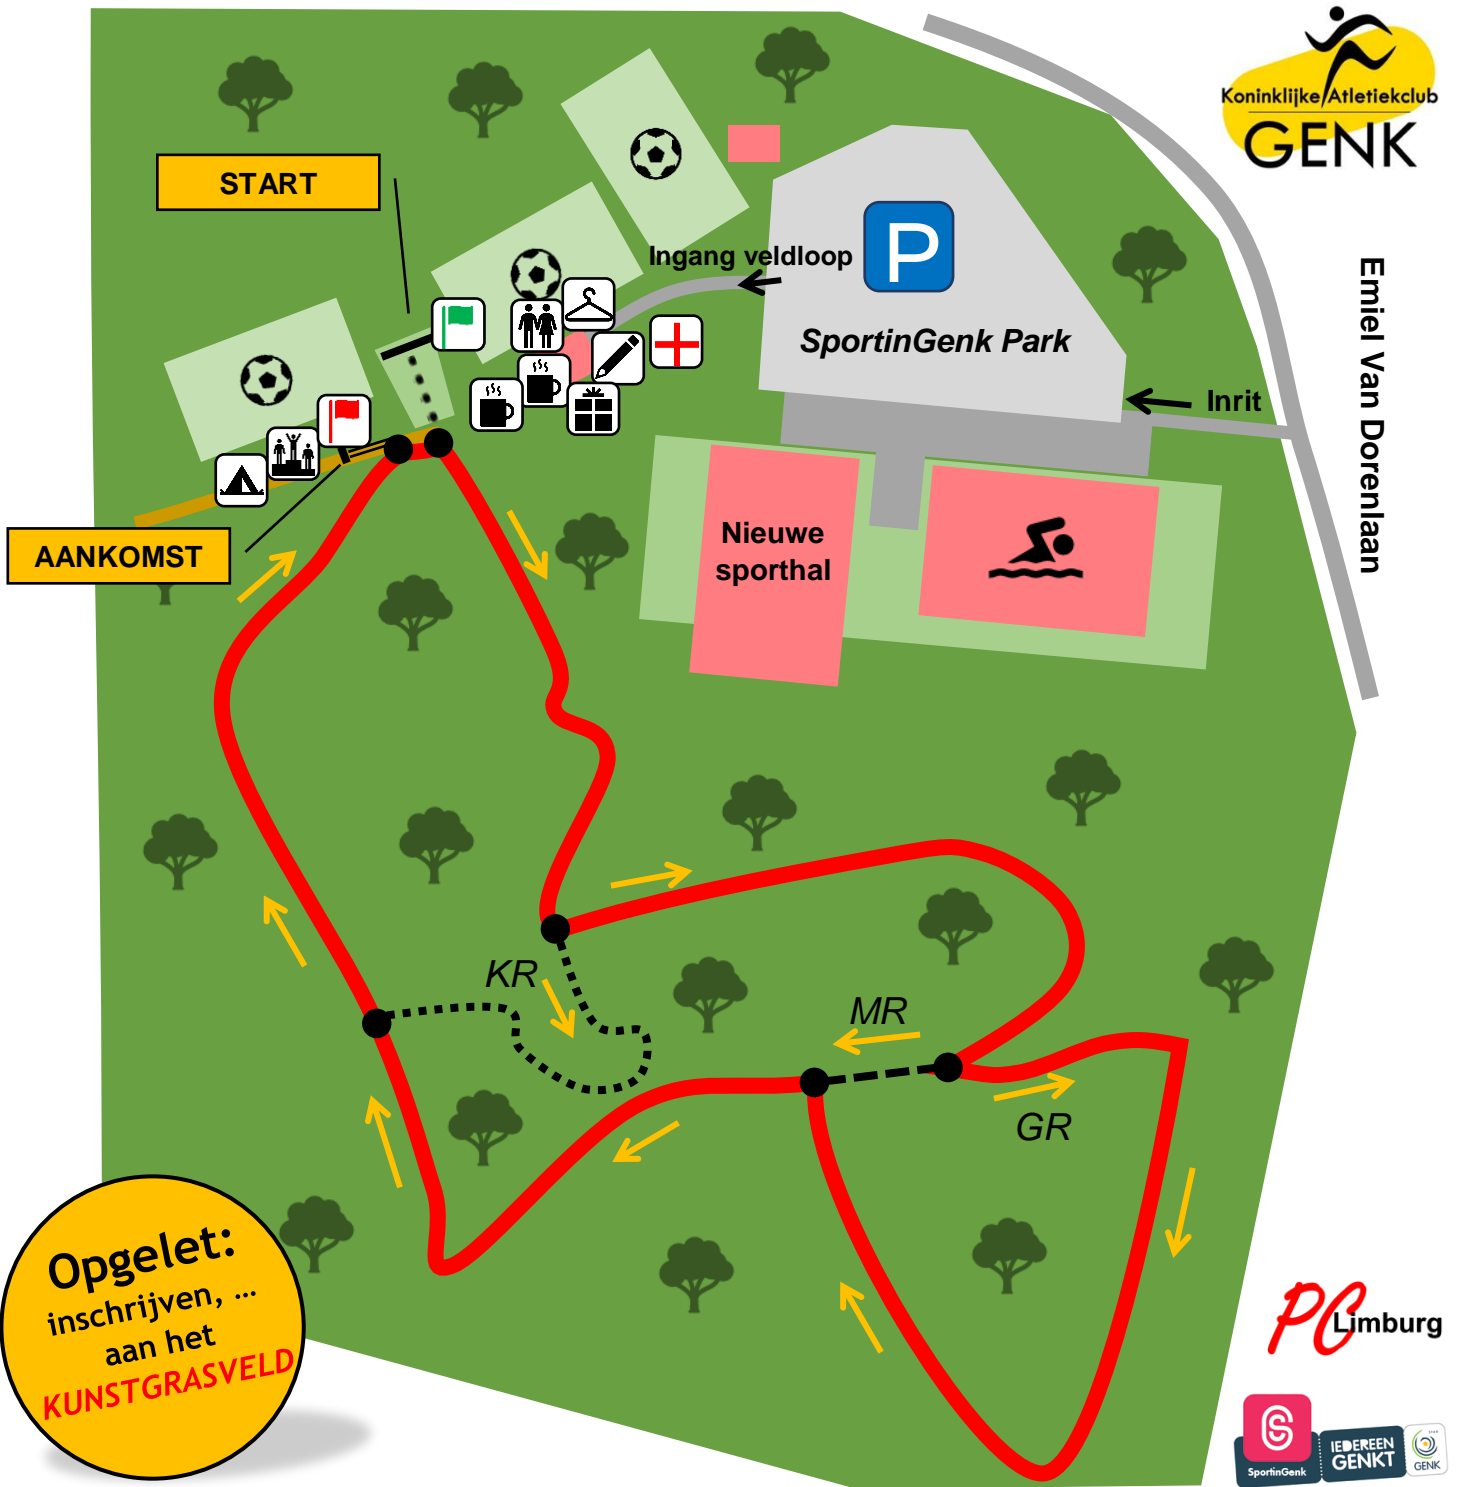 Koninklijke Atletiekclub
GENK
START
Ingang veldloop
P
SportinGenk Park
Emiel Van Dorenlaan
Inrit
Nieuwe
sporthal
AANKOMST
KR
MR
GR
Opgelet:
inschrijven, ...
aan het
KUNSTGRASVELD
PC Limburg
SportinGenk
IEDEREEN
GENKT
GENK